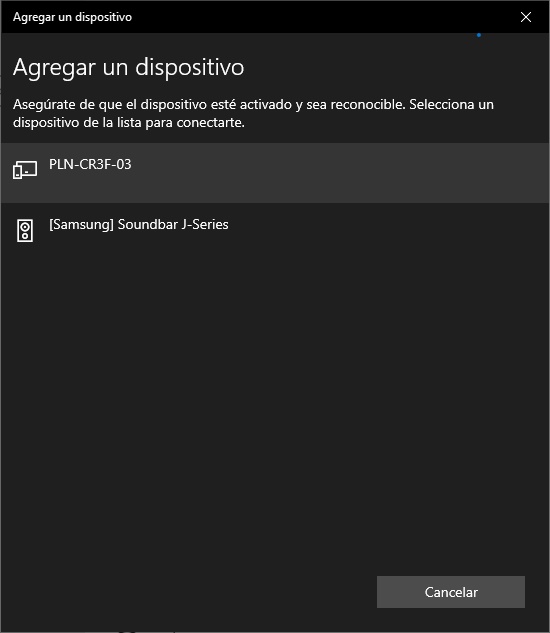 Agregar un dispositivo
Agregar un dispositivo
Asegúrate de que el dispositivo esté activado y sea reconocible. Selecciona un
dispositivo de la lista para conectarte.
PLN-CR3F-03
[Samsung] Soundbar J-Series
Cancelar